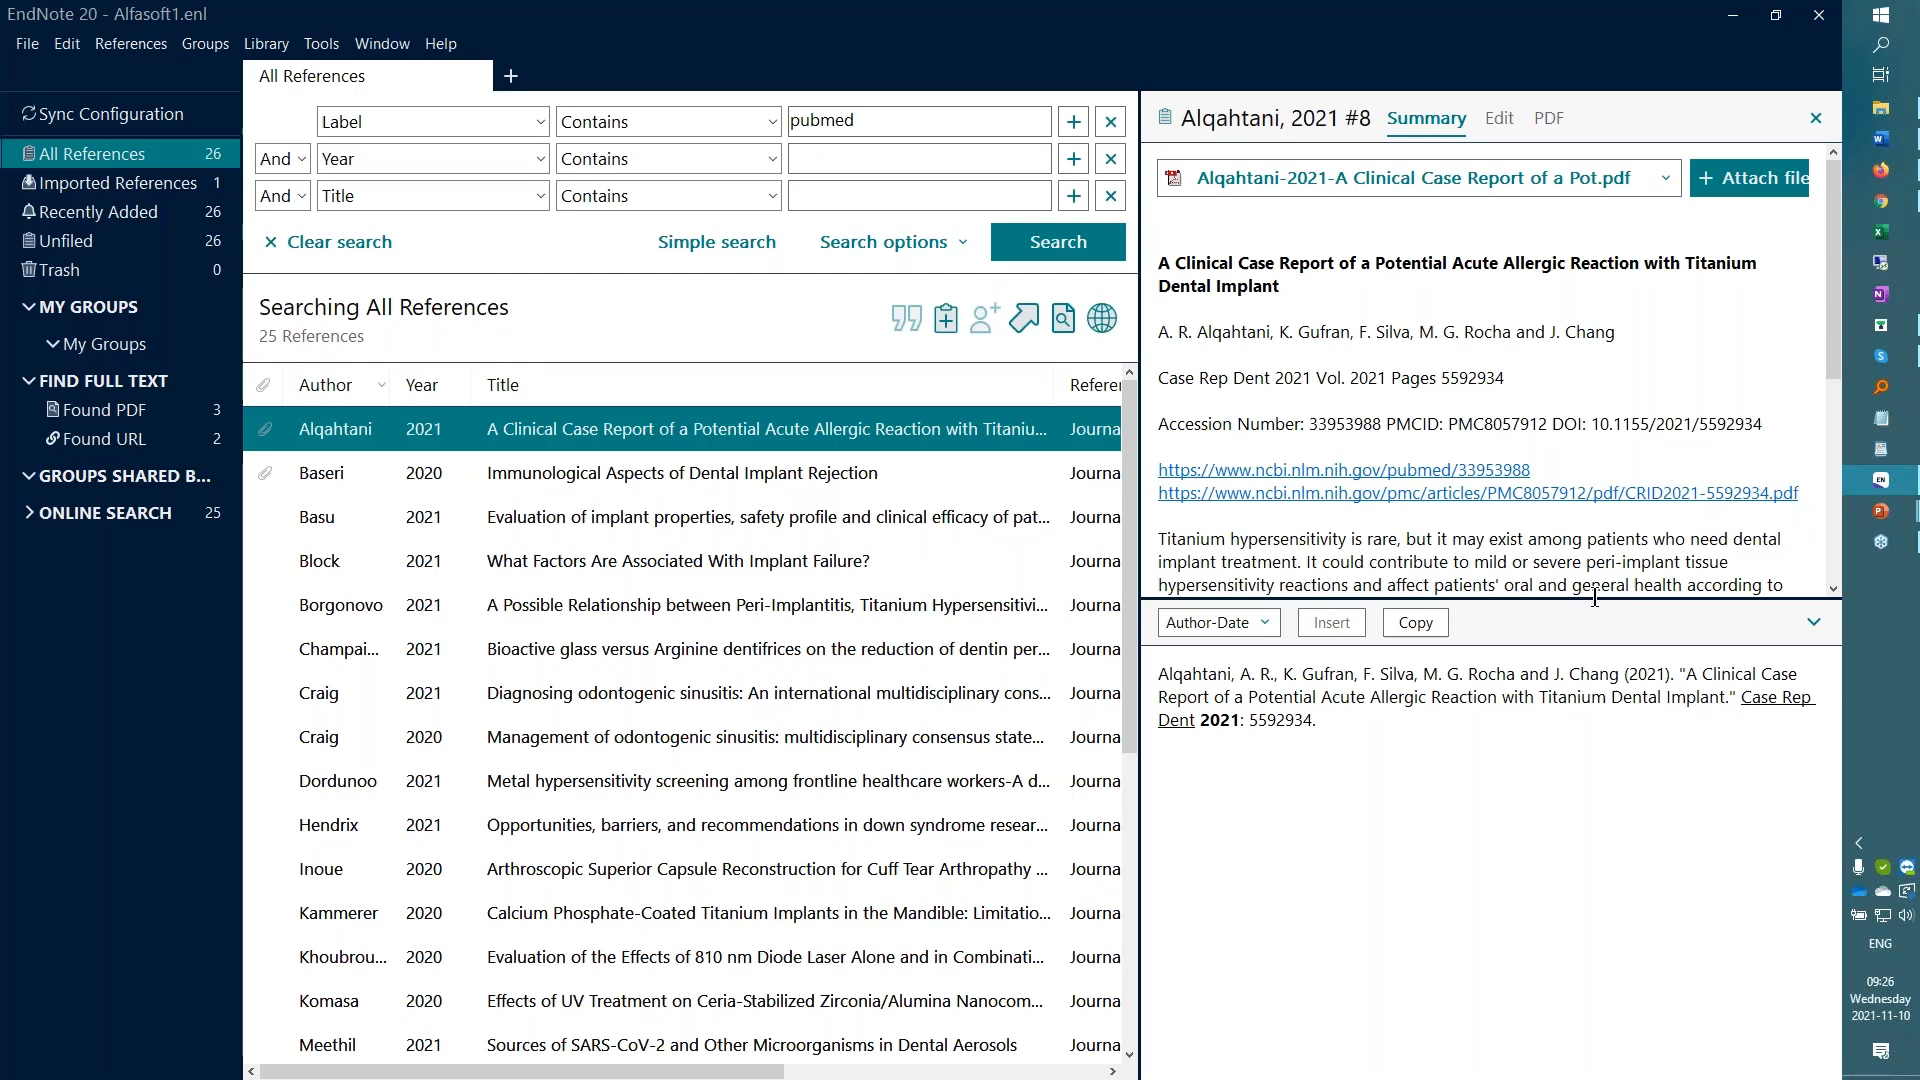 EndNote 20 - Alfasoft1.enl
File Edit References Groups Library Tools Window Help
All References
Sync Configuration
All References 26
Imported References 1
Recently Added 26
Unfiled 26
Trash 0
MY GROUPS
My Groups
FIND FULL TEXT
Found PDF 3
Found URL 2
GROUPS SHARED B...
ONLINE SEARCH 25
Label Contains pubmed
And Year Contains
And Title Contains
Clear search Simple search Search options Search
Searching All References
25 References
Author Year Title Referer
Alqahtani 2021 A Clinical Case Report of a Potential Acute Allergic Reaction with Titaniu... Journa
Baseri 2020 Immunological Aspects of Dental Implant Rejection Journa
Basu 2021 Evaluation of implant properties, safety profile and clinical efficacy of pat... Journa
Block 2021 What Factors Are Associated With Implant Failure? Journa
Borgonovo 2021 A Possible Relationship between Peri-Implantitis, Titanium Hypersensitivi... Journa
Champai... 2021 Bioactive glass versus Arginine dentifrices on the reduction of dentin per... Journa
Craig 2021 Diagnosing odontogenic sinusitis: An international multidisciplinary cons... Journa
Craig 2020 Management of odontogenic sinusitis: multidisciplinary consensus state... Journa
Dordunoo 2021 Metal hypersensitivity screening among frontline healthcare workers-A d... Journa
Hendrix 2021 Opportunities, barriers, and recommendations in down syndrome resear... Journa
Inoue 2020 Arthroscopic Superior Capsule Reconstruction for Cuff Tear Arthropathy ... Journa
Kammerer 2020 Calcium Phosphate-Coated Titanium Implants in the Mandible: Limitatio... Journa
Khoubrou... 2020 Evaluation of the Effects of 810 nm Diode Laser Alone and in Combinati... Journa
Komasa 2020 Effects of UV Treatment on Ceria-Stabilized Zirconia/Alumina Nanocom... Journa
Meethil 2021 Sources of SARS-CoV-2 and Other Microorganisms in Dental Aerosols Journa
Alqahtani, 2021 #8 Summary Edit PDF
Alqahtani-2021-A Clinical Case Report of a Pot.pdf + Attach file
A Clinical Case Report of a Potential Acute Allergic Reaction with Titanium
Dental Implant
A. R. Alqahtani, K. Gufran, F. Silva, M. G. Rocha and J. Chang
Case Rep Dent 2021 Vol. 2021 Pages 5592934
Accession Number: 33953988 PMCID: PMC8057912 DOI: 10.1155/2021/5592934
https://www.ncbi.nlm.nih.gov/pubmed/33953988
https://www.ncbi.nlm.nih.gov/pmc/articles/PMC8057912/pdf/CRID2021-5592934.pdf
Titanium hypersensitivity is rare, but it may exist among patients who need dental
implant treatment. It could contribute to mild or severe peri-implant tissue
hypersensitivity reactions and affect patients' oral and general health according to
Author-Date Insert Copy
Alqahtani, A. R., K. Gufran, F. Silva, M. G. Rocha and J. Chang (2021). "A Clinical Case
Report of a Potential Acute Allergic Reaction with Titanium Dental Implant." Case Rep
Dent 2021: 5592934.
EN
ENG
09:26
Wednesday
2021-11-10